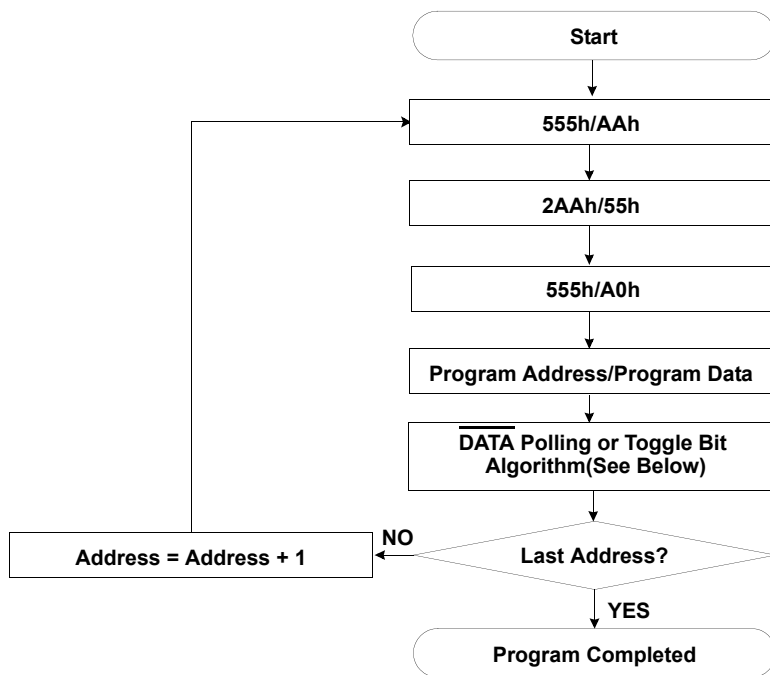 Start
555h/AAh
2AAh/55h
555h/A0h
Program Address/Program Data
DATA Polling or Toggle Bit
Algorithm(See Below)
NO
Address = Address + 1
Last Address?
YES
Program Completed